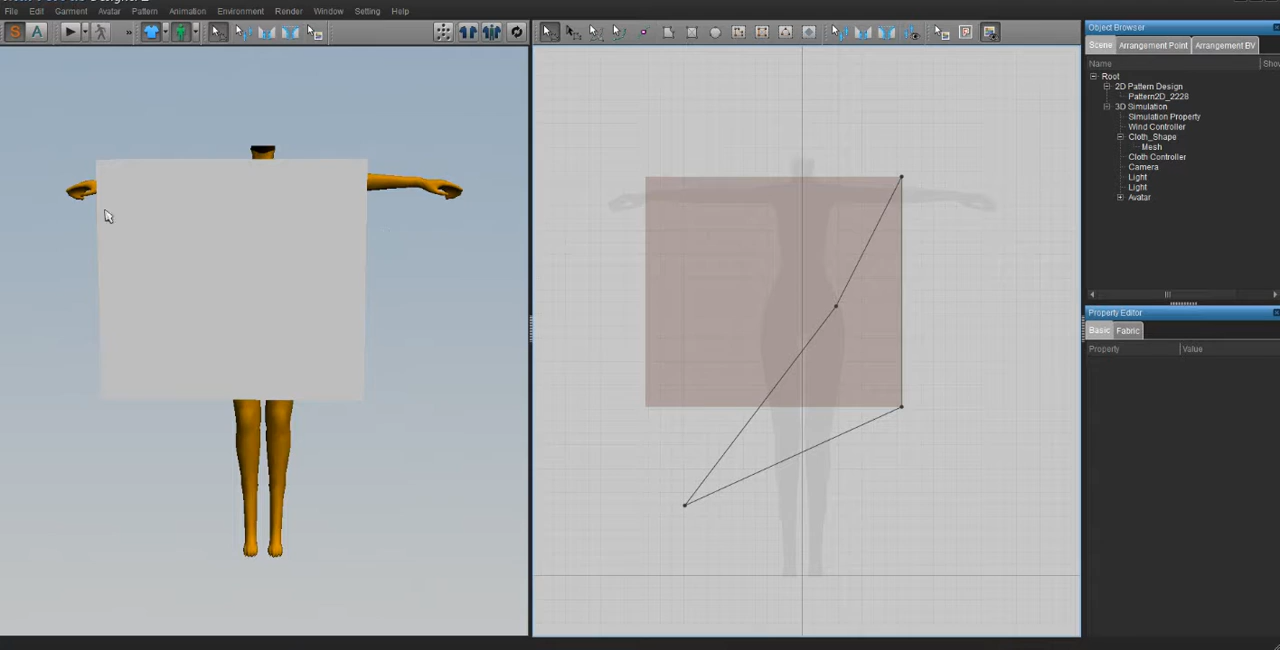 File Edit Garment Avatar Pattern Animation Environment Render Window Setting Help
S A »
Object Browser
Scene Arrangement Point Arrangement BV
Name
Root
2D Pattern Design
Pattern2D_2228
3D Simulation
Simulation Property
Wind Controller
Cloth_Shape
Mesh
Cloth Controller
Camera
Light
Light
Avatar
Property Editor
Basic Fabric
Property Value